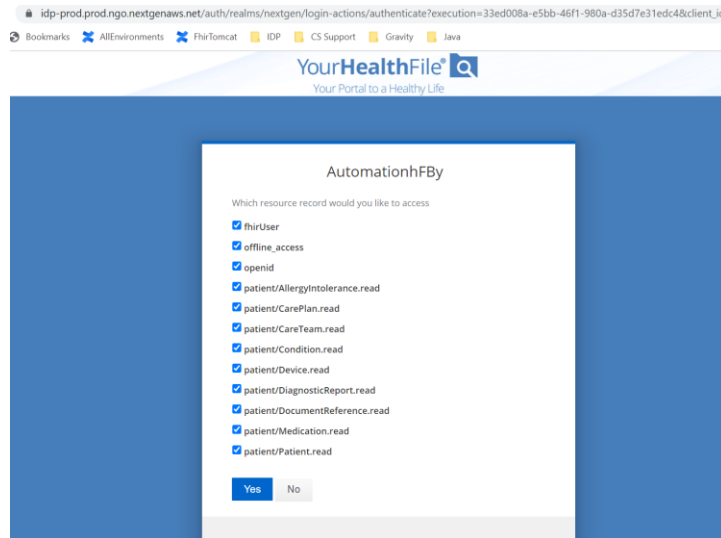 idp-prod.prod.ngo.nextgenaws.net/auth/realms/nextgen/login-actions/authenticate?execution=33ed008a-e5bb-46f1-980a-d35d7e31edc4&client_i
Bookmarks AllEnvironments FhirTomcat IDP CS Support Gravity Java
YourHealthFile®
Your Portal to a Healthy Life
AutomationhFBy
Which resource record would you like to access
fhirUser
offline_access
openid
patient/AllergyIntolerance.read
patient/CarePlan.read
patient/CareTeam.read
patient/Condition.read
patient/Device.read
patient/DiagnosticReport.read
patient/DocumentReference.read
patient/Medication.read
patient/Patient.read
Yes No